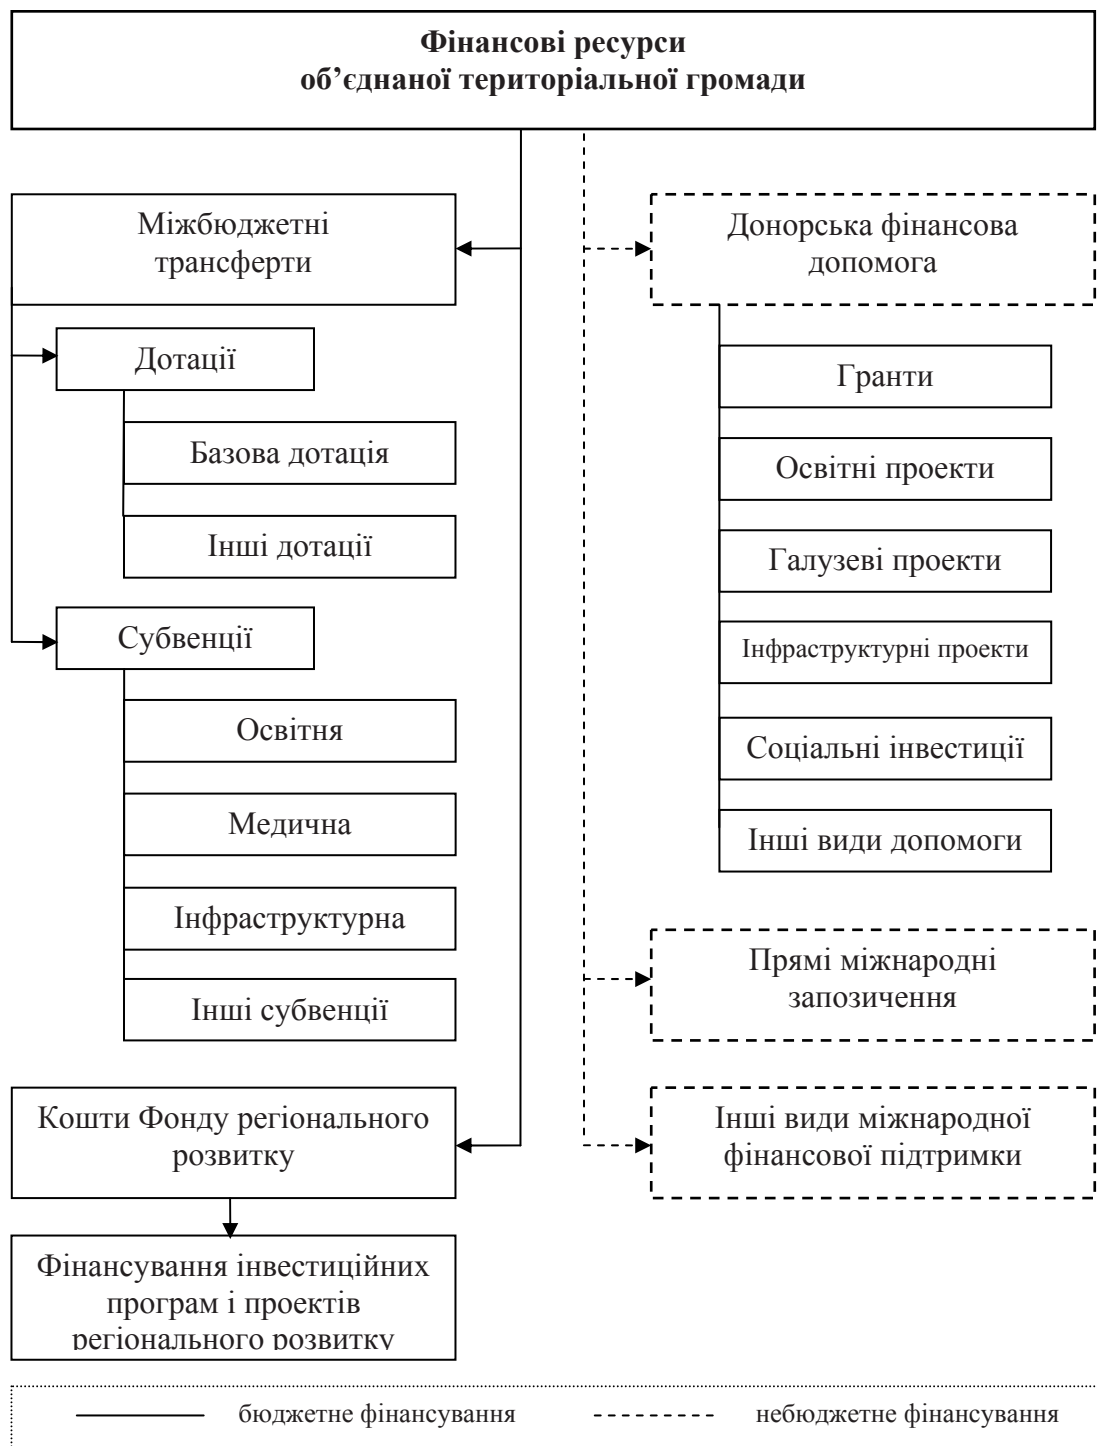 Фінансові ресурси
об’єднаної територіальної громади
Міжбюджетні
трансферти
Дотації
Базова дотація
Інші дотації
Субвенції
Освітня
Медична
Інфраструктурна
Інші субвенції
Кошти Фонду регіонального
розвитку
Фінансування інвестиційних
програм і проектів
регіонального розвитку
Донорська фінансова
допомога
Гранти
Освітні проекти
Галузеві проекти
Інфраструктурні проекти
Соціальні інвестиції
Інші види допомоги
Прямі міжнародні
запозичення
Інші види міжнародної
фінансової підтримки
бюджетне фінансування
небюджетне фінансування